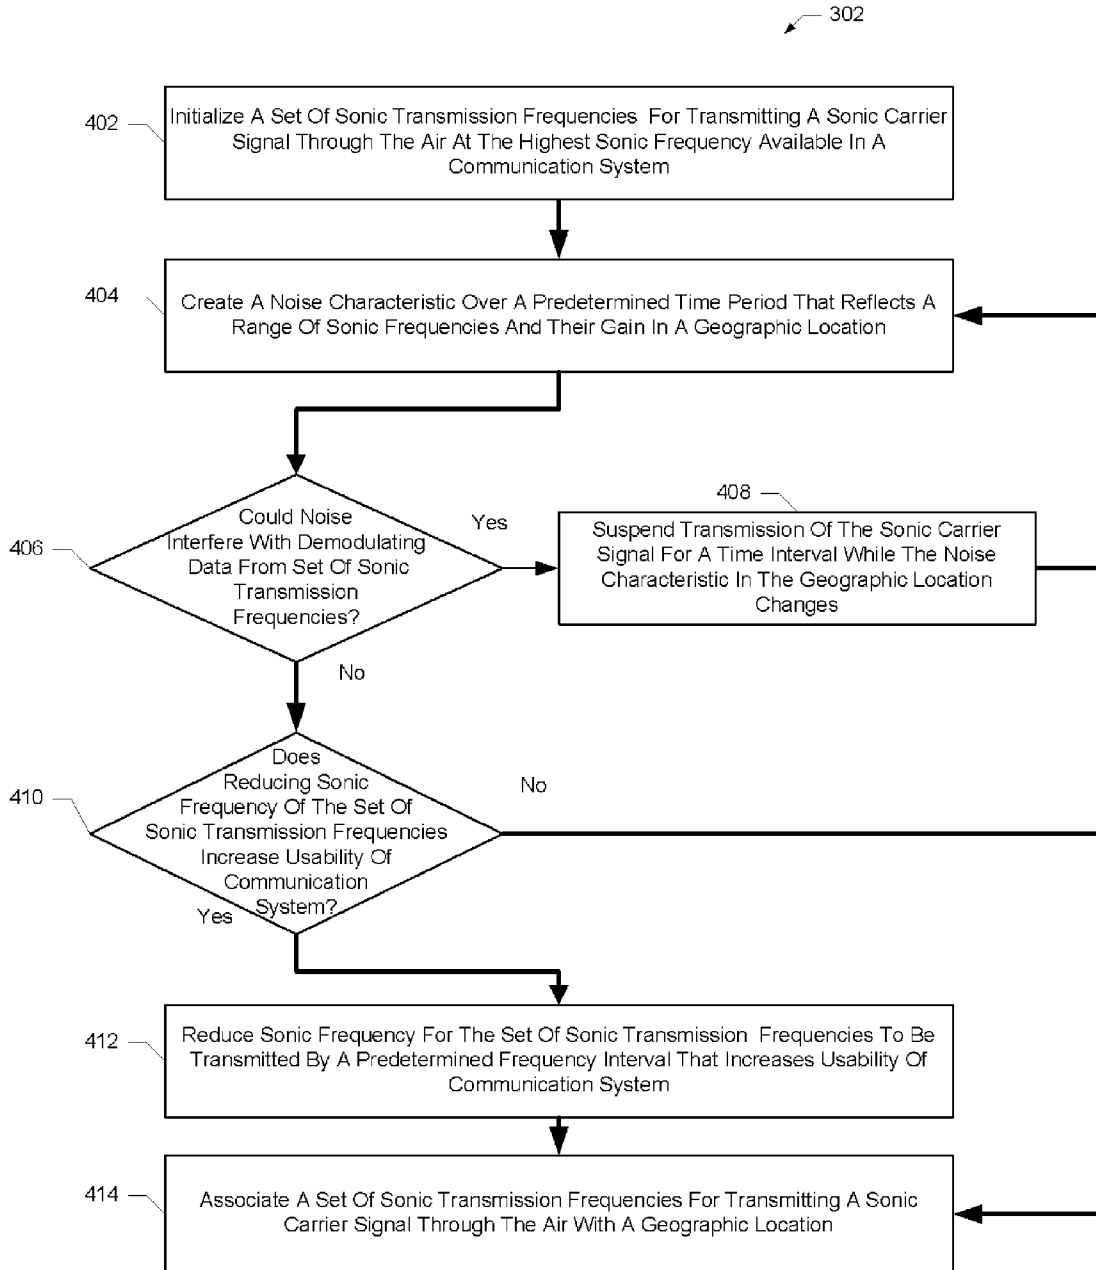 302
402
Initialize A Set Of Sonic Transmission Frequencies For Transmitting A Sonic Carrier
Signal Through The Air At The Highest Sonic Frequency Available In A
Communication System
404
Create A Noise Characteristic Over A Predetermined Time Period That Reflects A
Range Of Sonic Frequencies And Their Gain In A Geographic Location
406
Could Noise
Interfere With Demodulating
Data From Set Of Sonic
Transmission
Frequencies?
Yes
408
Suspend Transmission Of The Sonic Carrier
Signal For A Time Interval While The Noise
Characteristic In The Geographic Location
Changes
No
410
Does
Reducing Sonic
Frequency Of The Set Of
Sonic Transmission Frequencies
Increase Usability Of
Communication
System?
No
Yes
412
Reduce Sonic Frequency For The Set Of Sonic Transmission Frequencies To Be
Transmitted By A Predetermined Frequency Interval That Increases Usability Of
Communication System
414
Associate A Set Of Sonic Transmission Frequencies For Transmitting A Sonic
Carrier Signal Through The Air With A Geographic Location